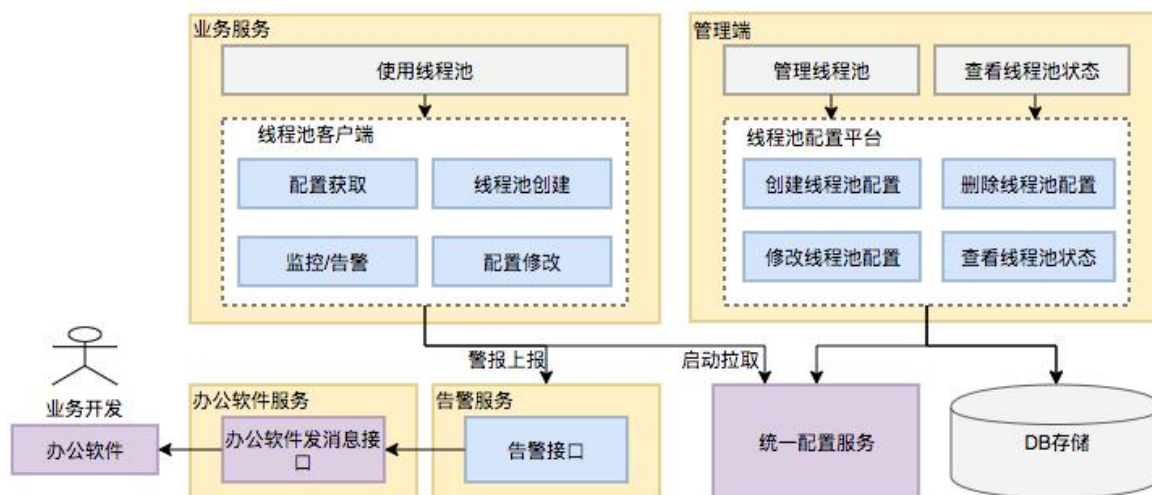 业务服务
使用线程池
线程池客户端
配置获取
线程池创建
监控/告警
配置修改
管理端
管理线程池
查看线程池状态
线程池配置平台
创建线程池配置
删除线程池配置
修改线程池配置
查看线程池状态
警报上报
启动拉取
业务开发
办公软件
办公软件服务
办公软件发消息接
口
告警服务
告警接口
统一配置服务
DB存储